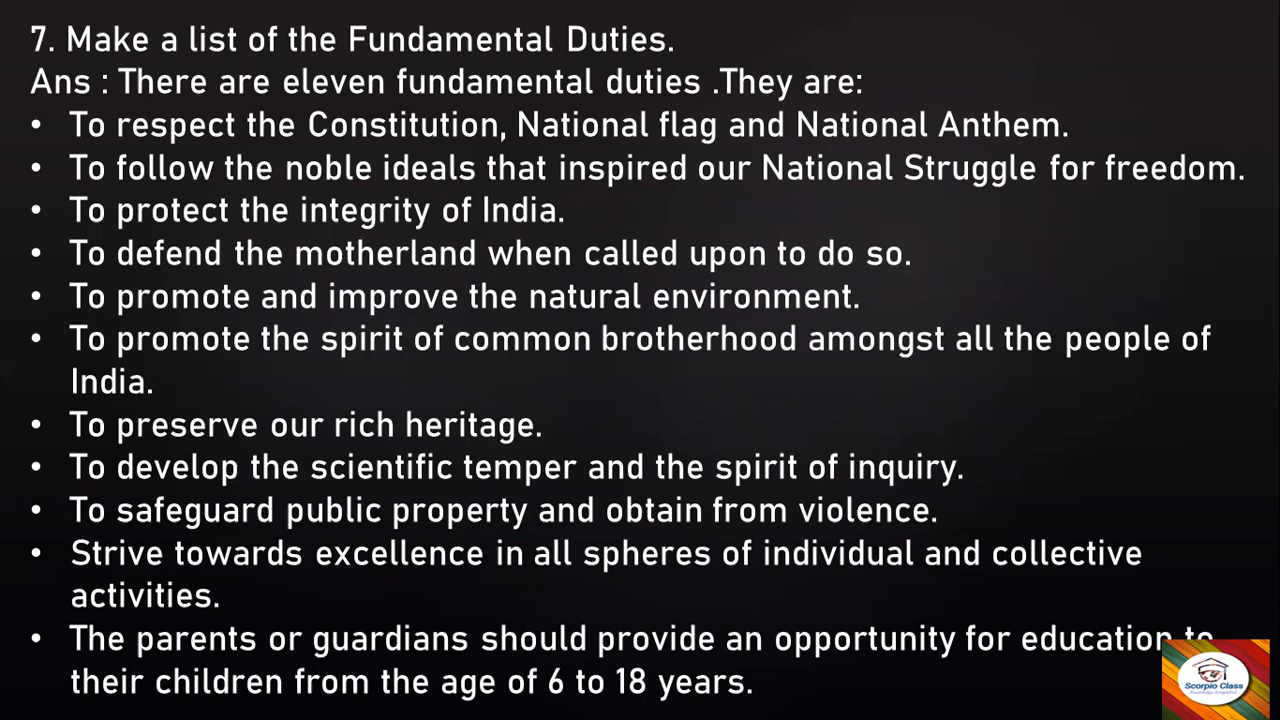 7. Make a list of the Fundamental Duties.
Ans : There are eleven fundamental duties .They are:
• To respect the Constitution, National flag and National Anthem.
• To follow the noble ideals that inspired our National Struggle for freedom.
• To protect the integrity of India.
• To defend the motherland when called upon to do so.
• To promote and improve the natural environment.
• To promote the spirit of common brotherhood amongst all the people of
India.
• To preserve our rich heritage.
• To develop the scientific temper and the spirit of inquiry.
• To safeguard public property and obtain from violence.
• Strive towards excellence in all spheres of individual and collective
activities.
• The parents or guardians should provide an opportunity for education to
their children from the age of 6 to 18 years.
Scorpio Class
Knowledge Simplified